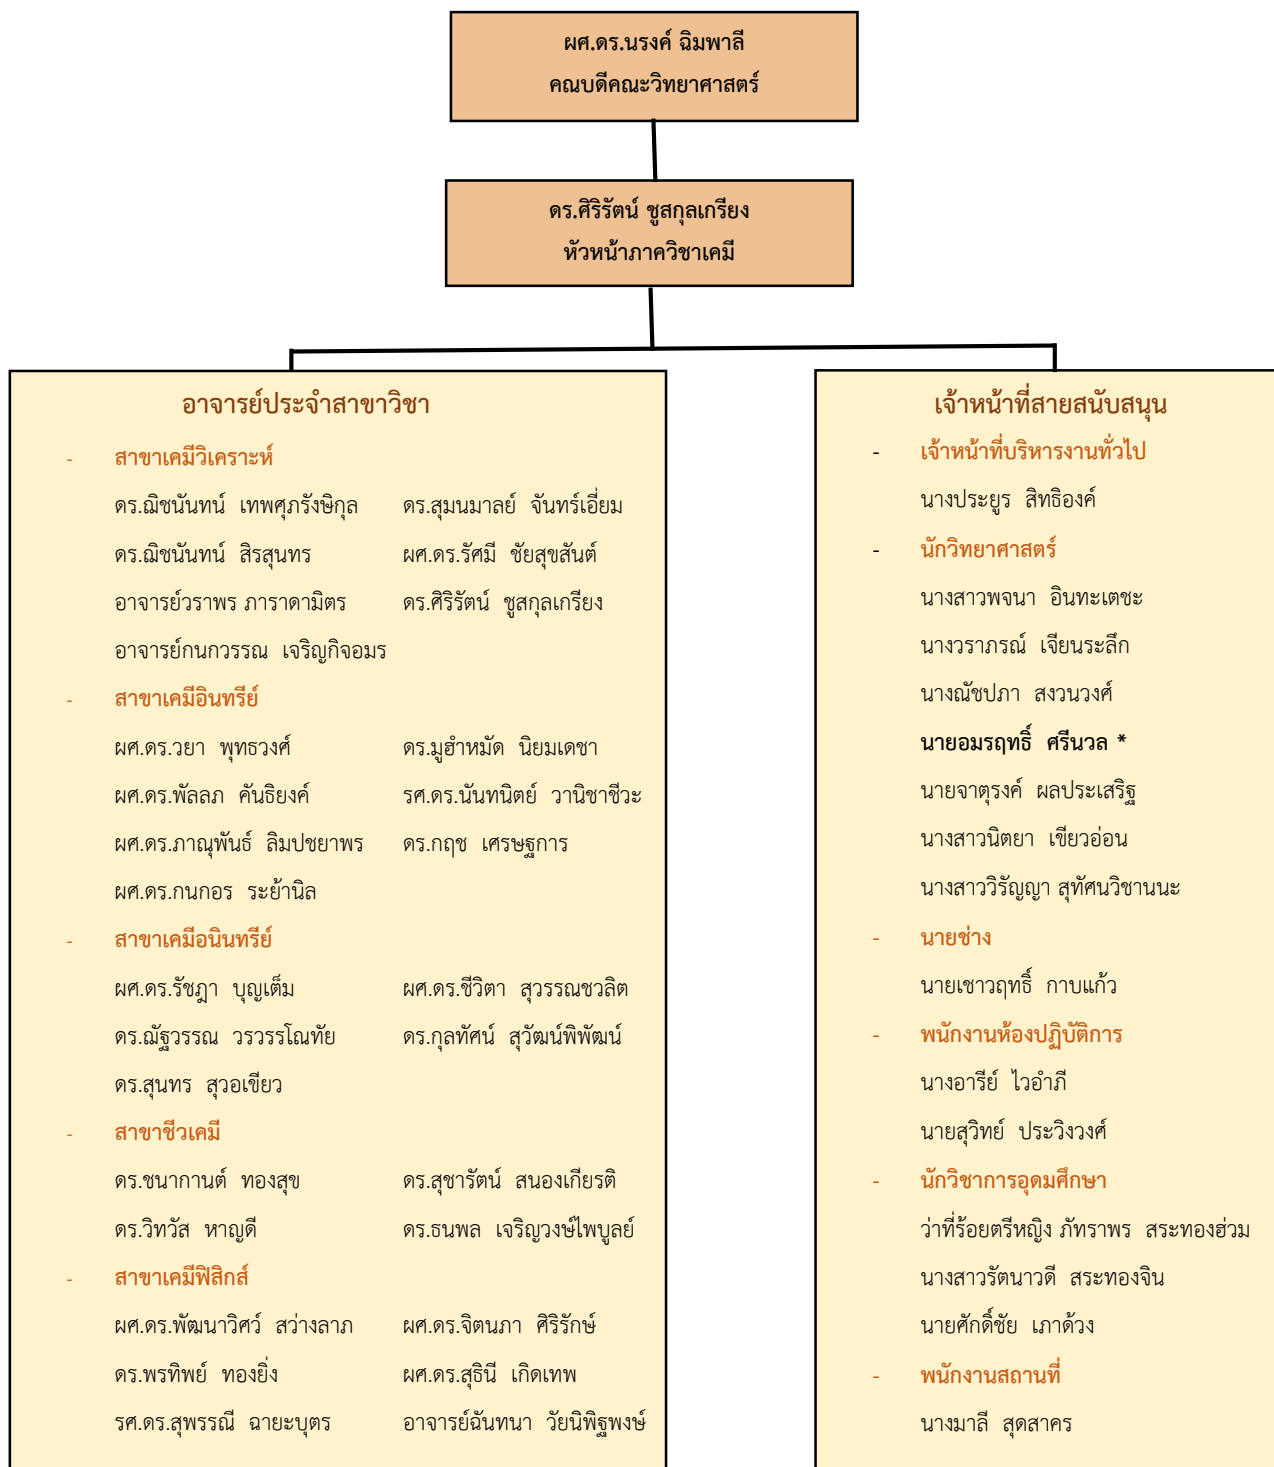 ผศ.ดร.นรงค์ ฉิมพาลี
คณบดีคณะวิทยาศาสตร์
ดร.ศิริรัตน์ ชูสกุลเกรียง
หัวหน้าภาควิชาเคมี
อาจารย์ประจำสาขาวิชา
- สาขาเคมีวิเคราะห์
ดร.ณิชนันทน์ เทพศุภรังษิกุล ดร.สุมนมาลย์ จันทร์เอี่ยม
ดร.ณิชนันทน์ สิรสุนทร ผศ.ดร.รัศมี ชัยสุขสันต์
อาจารย์วราพร ภาราดามิตร ดร.ศิริรัตน์ ชูสกุลเกรียง
อาจารย์กนกวรรณ เจริญกิจอมร
- สาขาเคมีอินทรีย์
ผศ.ดร.วยา พุทธวงศ์ ดร.มูฮำหมัด นิยมเดชา
ผศ.ดร.พัลลภ คันธิยงค์ รศ.ดร.นันทนิตย์ วานิชาชีวะ
ผศ.ดร.ภาณุพันธ์ ลิมปชยาพร ดร.กฤช เศรษฐการ
ผศ.ดร.กนกอร ระย้านิล
- สาขาเคมีอนินทรีย์
ผศ.ดร.รัชฎา บุญเต็ม ผศ.ดร.ชีวิตา สุวรรณชวลิต
ดร.ณัฐวรรณ วรวรรโณทัย ดร.กุลทัศน์ สุวัฒน์พิพัฒน์
ดร.สุนทร สุวอเขียว
- สาขาชีวเคมี
ดร.ชนากานต์ ทองสุข ดร.สุชารัตน์ สนองเกียรติ
ดร.วิทวัส หาญดี ดร.ธนพล เจริญวงษ์ไพบูลย์
- สาขาเคมีฟิสิกส์
ผศ.ดร.พัฒนาวิศว์ สว่างลาภ ผศ.ดร.จิตนภา ศิริรักษ์
ดร.พรทิพย์ ทองยิ่ง ผศ.ดร.สุธินี เกิดเทพ
รศ.ดร.สุพรรณี ฉายะบุตร อาจารย์ฉันทนา วัยนิพิฐพงษ์
เจ้าหน้าที่สายสนับสนุน
- เจ้าหน้าที่บริหารงานทั่วไป
นางประยูร สิทธิองค์
- นักวิทยาศาสตร์
นางสาวพจนา อินทะเตชะ
นางวราภรณ์ เจียนระลึก
นางณัชปภา สงวนวงศ์
นายอมรฤทธิ์ ศรีนวล *
นายจาตุรงค์ ผลประเสริฐ
นางสาวนิตยา เขียวอ่อน
นางสาววิรัญญา สุทัศนวิชานนะ
- นายช่าง
นายเชาวฤทธิ์ กาบแก้ว
- พนักงานห้องปฏิบัติการ
นางอารีย์ ไวอำภี
นายสุวิทย์ ประวิงวงศ์
- นักวิชาการอุดมศึกษา
ว่าที่ร้อยตรีหญิง ภัทราพร สระทองฮ่วม
นางสาวรัตนาวดี สระทองจิน
นายศักดิ์ชัย เภาด้วง
- พนักงานสถานที่
นางมาลี สุดสาคร